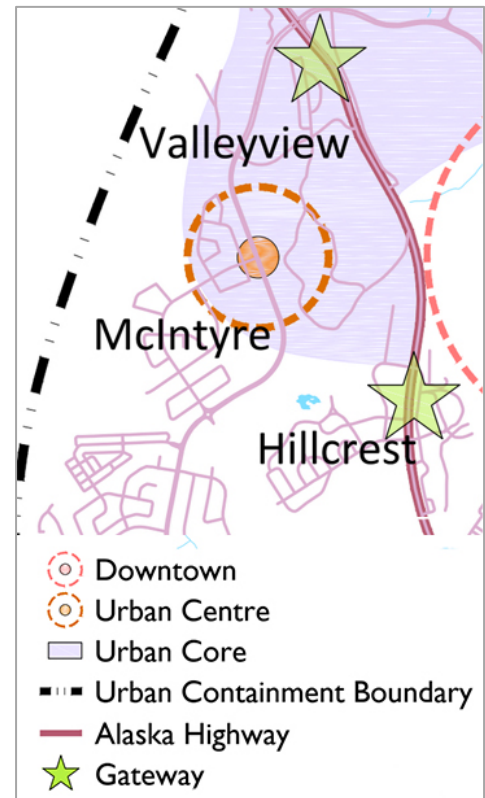 Valleyview
McIntyre
Hillcrest
Downtown
Urban Centre
Urban Core
Urban Containment Boundary
Alaska Highway
Gateway